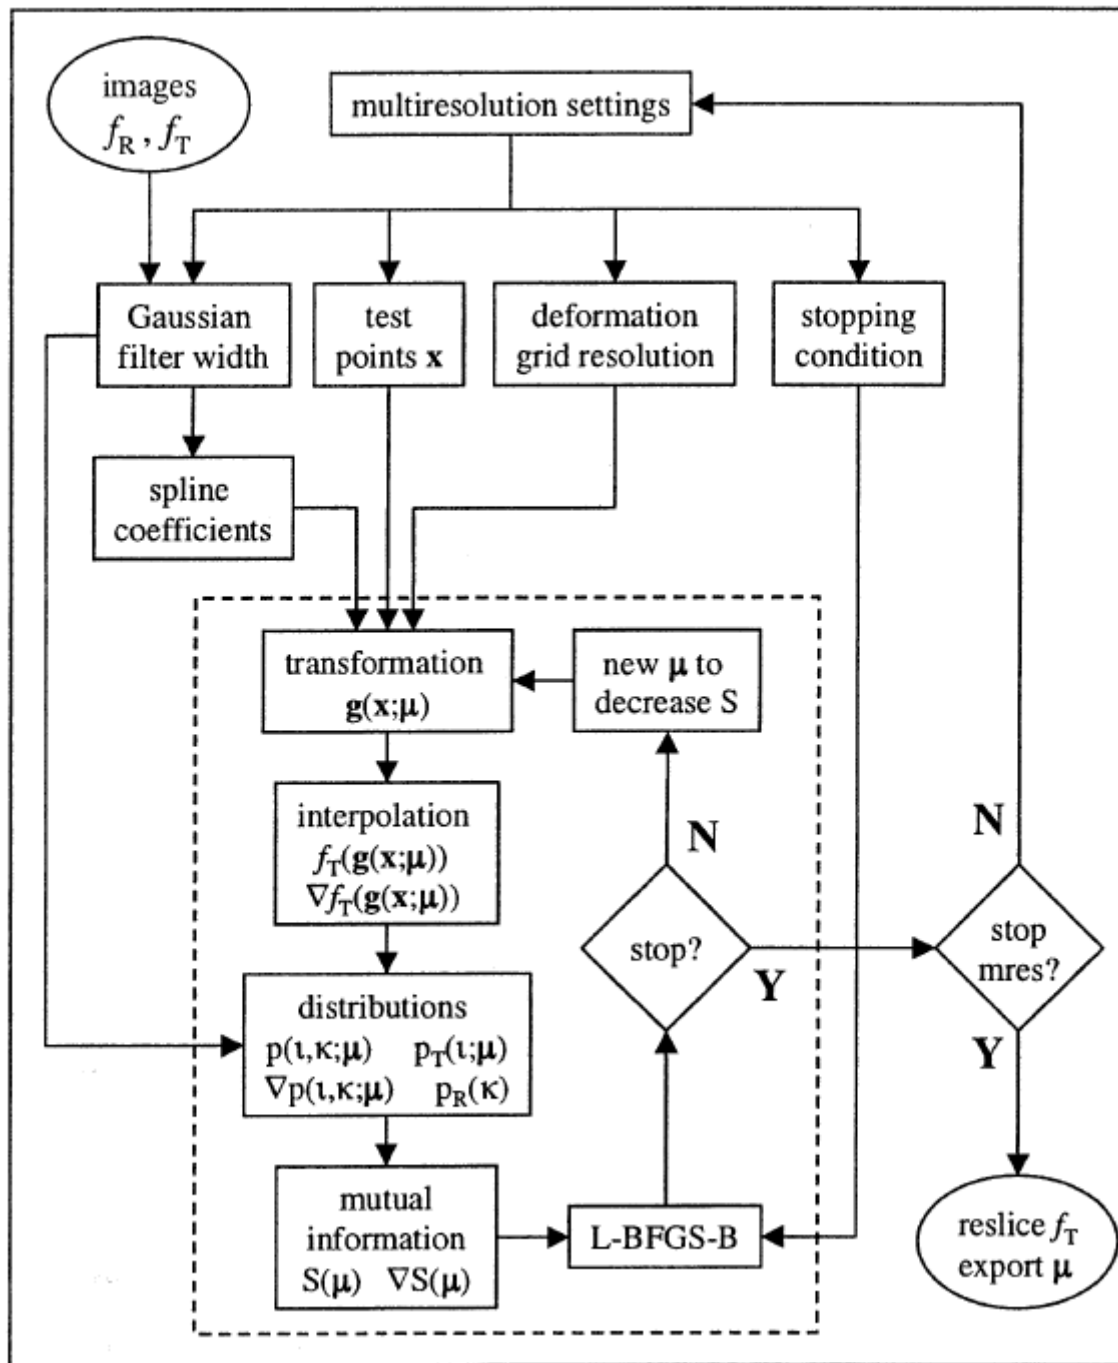 images
f_R , f_T
multiresolution settings
Gaussian
filter width
test
points x
deformation
grid resolution
stopping
condition
spline
coefficients
transformation
g(x;μ)
new μ to
decrease S
interpolation
f_T(g(x;μ))
∇f_T(g(x;μ))
N
N
stop?
Y
stop
mres?
Y
distributions
p(ι,κ;μ) p_T(ι;μ)
∇p(ι,κ;μ) p_R(κ)
mutual
information
S(μ) ∇S(μ)
L-BFGS-B
reslice f_T
export μ